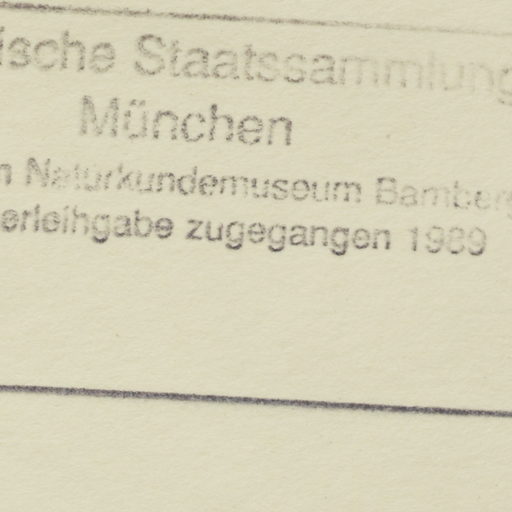 ische Staatssammlung
München
n Naturkundemuseum Bamberg
erleihgabe zugegangen 1989